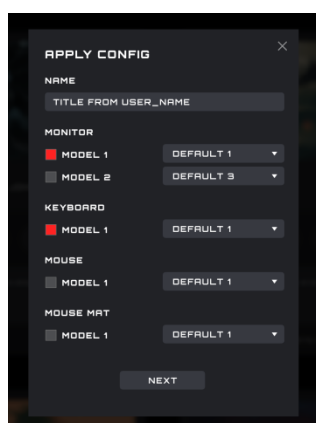 APPLY CONFIG
NAME
TITLE FROM USER_NAME
MONITOR
MODEL 1 DEFAULT 1
MODEL 2 DEFAULT 3
KEYBOARD
MODEL 1 DEFAULT 1
MOUSE
MODEL 1 DEFAULT 1
MOUSE MAT
MODEL 1 DEFAULT 1
NEXT